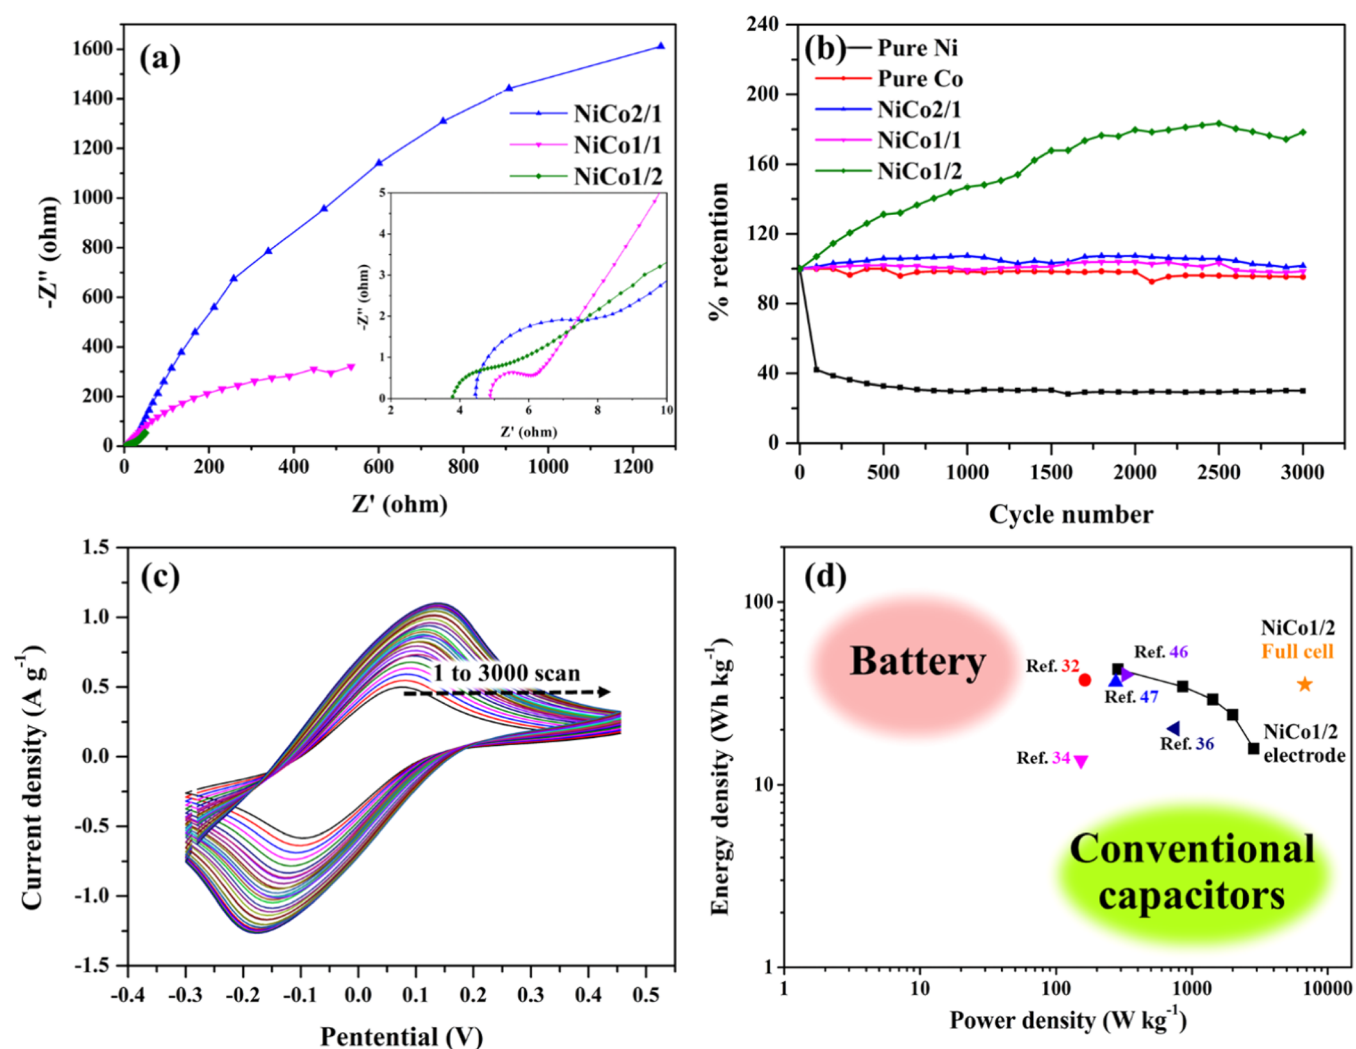 (a)
1600
1400
1200
1000
800
600
400
200
0
0 200 400 600 800 1000 1200
-Z'' (ohm)
Z' (ohm)
NiCo2/1
NiCo1/1
NiCo1/2
5
4
3
2
1
0
2 4 6 8 10
-Z'' (ohm)
Z' (ohm)
(b)
240
200
160
120
80
40
0
0 500 1000 1500 2000 2500 3000
% retention
Cycle number
Pure Ni
Pure Co
NiCo2/1
NiCo1/1
NiCo1/2
(c)
1.5
1.0
0.5
0.0
-0.5
-1.0
-1.5
-0.4 -0.3 -0.2 -0.1 0.0 0.1 0.2 0.3 0.4 0.5
Current density (A g-1)
Pentential (V)
1 to 3000 scan
(d)
100
10
1
1 10 100 1000 10000
Energy density (Wh kg-1)
Power density (W kg-1)
Battery
NiCo1/2
Full cell
Ref. 46
Ref. 32
Ref. 47
Ref. 36
Ref. 34
NiCo1/2
electrode
Conventional
capacitors